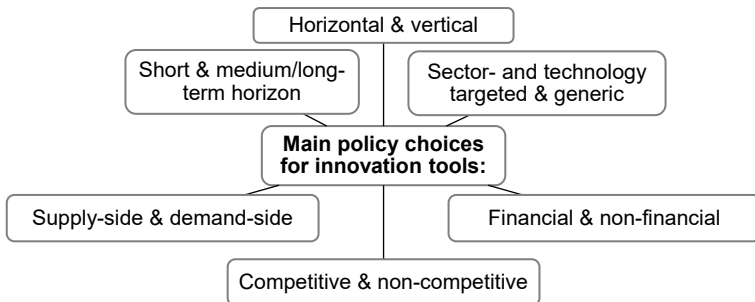 Horizontal & vertical
Short & medium/long-
term horizon
Sector- and technology
targeted & generic
Main policy choices
for innovation tools:
Supply-side & demand-side
Financial & non-financial
Competitive & non-competitive